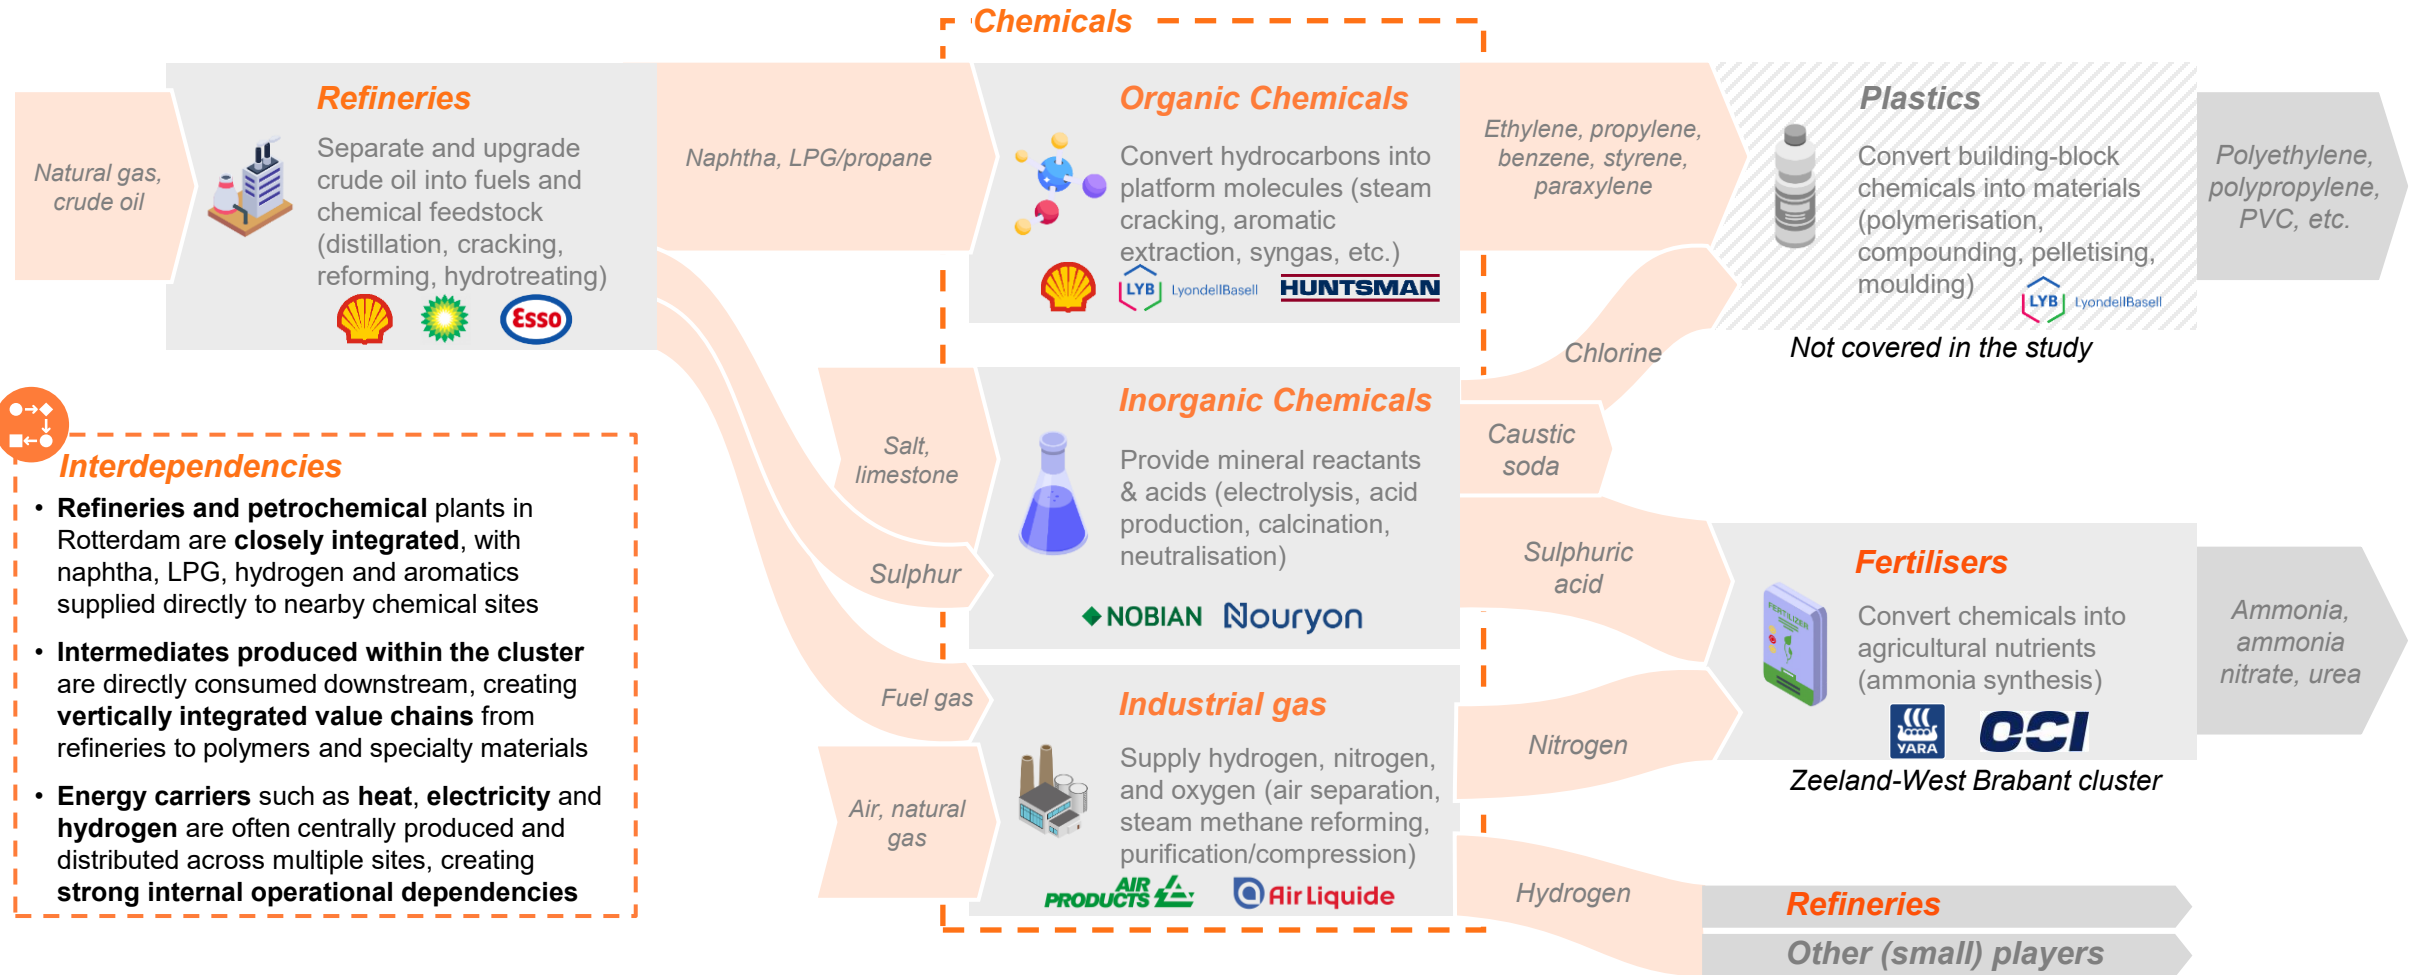 Chemicals
Natural gas,
crude oil
Refineries
Separate and upgrade
crude oil into fuels and
chemical feedstock
(distillation, cracking,
reforming, hydrotreating)
Esso
Naphtha, LPG/propane
Organic Chemicals
Convert hydrocarbons into
platform molecules (steam
cracking, aromatic
extraction, syngas, etc.)
LYB LyondellBasell
HUNTSMAN
Ethylene, propylene,
benzene, styrene,
paraxylene
Plastics
Convert building-block
chemicals into materials
(polymerisation,
compounding, pelletising,
moulding)
LYB LyondellBasell
Not covered in the study
Polyethylene,
polypropylene,
PVC, etc.
Interdependencies
• Refineries and petrochemical plants in
Rotterdam are closely integrated, with
naphtha, LPG, hydrogen and aromatics
supplied directly to nearby chemical sites
• Intermediates produced within the cluster
are directly consumed downstream, creating
vertically integrated value chains from
refineries to polymers and specialty materials
• Energy carriers such as heat, electricity and
hydrogen are often centrally produced and
distributed across multiple sites, creating
strong internal operational dependencies
Salt,
limestone
Sulphur
Fuel gas
Air, natural
gas
Inorganic Chemicals
Provide mineral reactants
& acids (electrolysis, acid
production, calcination,
neutralisation)
NOBIAN
Nouryon
Industrial gas
Supply hydrogen, nitrogen,
and oxygen (air separation,
steam methane reforming,
purification/compression)
AIR
PRODUCTS
Air Liquide
Chlorine
Caustic
soda
Sulphuric
acid
Nitrogen
Hydrogen
Fertilisers
FERTILIZER
Convert chemicals into
agricultural nutrients
(ammonia synthesis)
YARA
OCI
Zeeland-West Brabant cluster
Ammonia,
ammonia
nitrate, urea
Refineries
Other (small) players